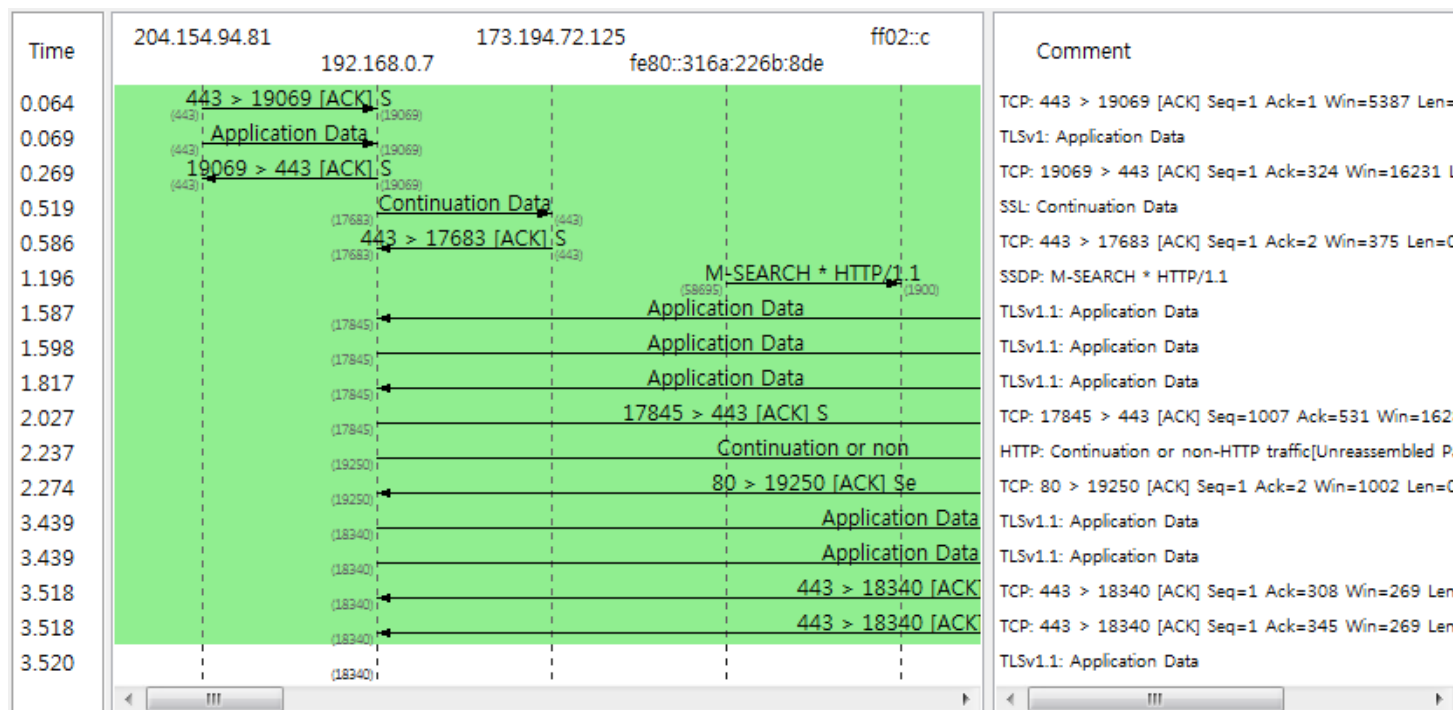 Time 204.154.94.81 173.194.72.125 ff02::c Comment
192.168.0.7 fe80::316a:226b:8de
0.064 443 > 19069 [ACK] S TCP: 443 > 19069 [ACK] Seq=1 Ack=1 Win=5387 Len=
(443) (19069)
0.069 Application Data TLSv1: Application Data
(443) (19069)
0.269 19069 > 443 [ACK] S TCP: 19069 > 443 [ACK] Seq=1 Ack=324 Win=16231 L
(443) (19069)
0.519 Continuation Data SSL: Continuation Data
(17683) (443)
0.586 443 > 17683 [ACK] S TCP: 443 > 17683 [ACK] Seq=1 Ack=2 Win=375 Len=0
(17683) (443)
1.196 M-SEARCH * HTTP/1.1 SSDP: M-SEARCH * HTTP/1.1
(58695) (1900)
1.587 Application Data TLSv1.1: Application Data
(17845)
1.598 Application Data TLSv1.1: Application Data
(17845)
1.817 Application Data TLSv1.1: Application Data
(17845)
2.027 17845 > 443 [ACK] S TCP: 17845 > 443 [ACK] Seq=1007 Ack=531 Win=162
(17845)
2.237 Continuation or non HTTP: Continuation or non-HTTP traffic[Unreassembled P
(19250)
2.274 80 > 19250 [ACK] Se TCP: 80 > 19250 [ACK] Seq=1 Ack=2 Win=1002 Len=0
(19250)
3.439 Application Data TLSv1.1: Application Data
(18340)
3.439 Application Data TLSv1.1: Application Data
(18340)
3.518 443 > 18340 [ACK] TCP: 443 > 18340 [ACK] Seq=1 Ack=308 Win=269 Len
(18340)
3.518 443 > 18340 [ACK] TCP: 443 > 18340 [ACK] Seq=1 Ack=345 Win=269 Len
(18340)
3.520 TLSv1.1: Application Data
(18340)